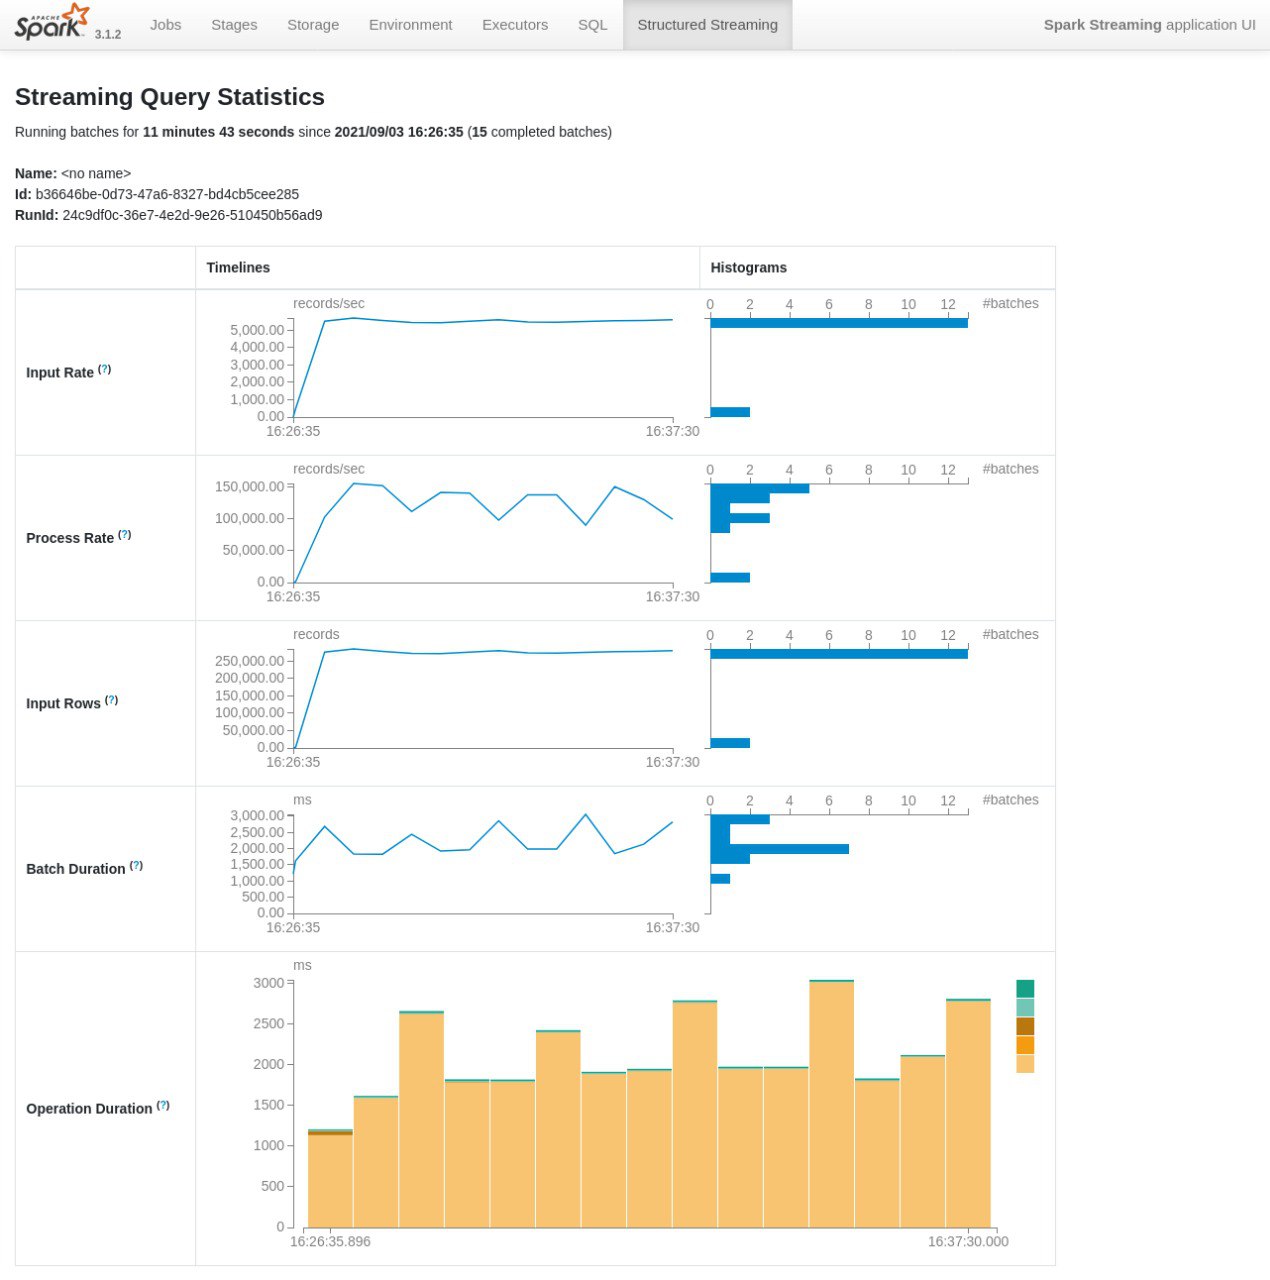 APACHE
Spark 3.1.2 Jobs Stages Storage Environment Executors SQL Structured Streaming Spark Streaming application UI
Streaming Query Statistics
Running batches for 11 minutes 43 seconds since 2021/09/03 16:26:35 (15 completed batches)
Name: <no name>
Id: b36646be-0d73-47a6-8327-bd4cb5cee285
RunId: 24c9df0c-36e7-4e2d-9e26-510450b56ad9
Timelines Histograms
Input Rate (?)
records/sec
5,000.00
4,000.00
3,000.00
2,000.00
1,000.00
0.00
16:26:35 16:37:30
0 2 4 6 8 10 12 #batches
Process Rate (?)
records/sec
150,000.00
100,000.00
50,000.00
0.00
16:26:35 16:37:30
0 2 4 6 8 10 12 #batches
Input Rows (?)
records
250,000.00
200,000.00
150,000.00
100,000.00
50,000.00
0.00
16:26:35 16:37:30
0 2 4 6 8 10 12 #batches
Batch Duration (?)
ms
3,000.00
2,500.00
2,000.00
1,500.00
1,000.00
500.00
0.00
16:26:35 16:37:30
0 2 4 6 8 10 12 #batches
Operation Duration (?)
ms
3000
2500
2000
1500
1000
500
0
16:26:35.896 16:37:30.000